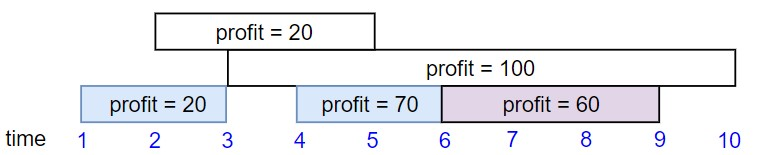 profit = 20
profit = 100
profit = 20 profit = 70 profit = 60
time 1 2 3 4 5 6 7 8 9 10